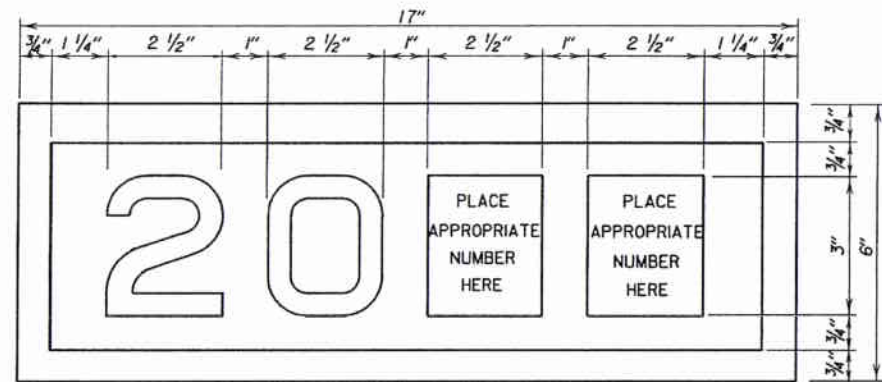 17"
3/4" 1 1/4" 2 1/2" 1" 2 1/2" 1" 2 1/2" 1" 2 1/2" 1 1/4" 3/4"
3/4"
3/4"
20
PLACE
APPROPRIATE
NUMBER
HERE
PLACE
APPROPRIATE
NUMBER
HERE
3"
6"
3/4"
3/4"